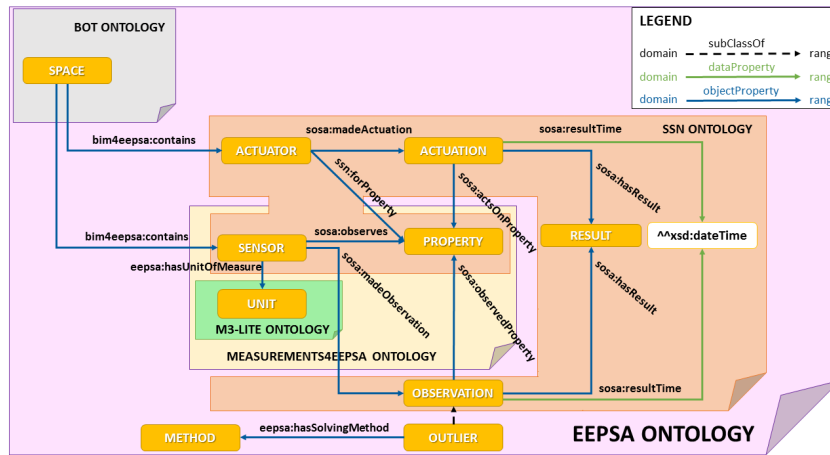 BOT ONTOLOGY
SPACE
LEGEND
subClassOf
domain
rang
dataProperty
domain
rang
objectProperty
domain
rang
bim4eepsa:contains
sosa:madeActuation
sosa:resultTime
SSN ONTOLOGY
ACTUATOR
ACTUATION
ssn:forProperty
sosa:actsOnProperty
sosa:hasResult
bim4eepsa:contains
sosa:observes
SENSOR
PROPERTY
RESULT
^^xsd:dateTime
eepsa:hasUnitOfMeasure
sosa:madeObservation
sosa:observedProperty
sosa:hasResult
UNIT
M3-LITE ONTOLOGY
MEASUREMENTS4EEPSA ONTOLOGY
OBSERVATION
sosa:resultTime
METHOD
eepsa:hasSolvingMethod
OUTLIER
EEPSA ONTOLOGY